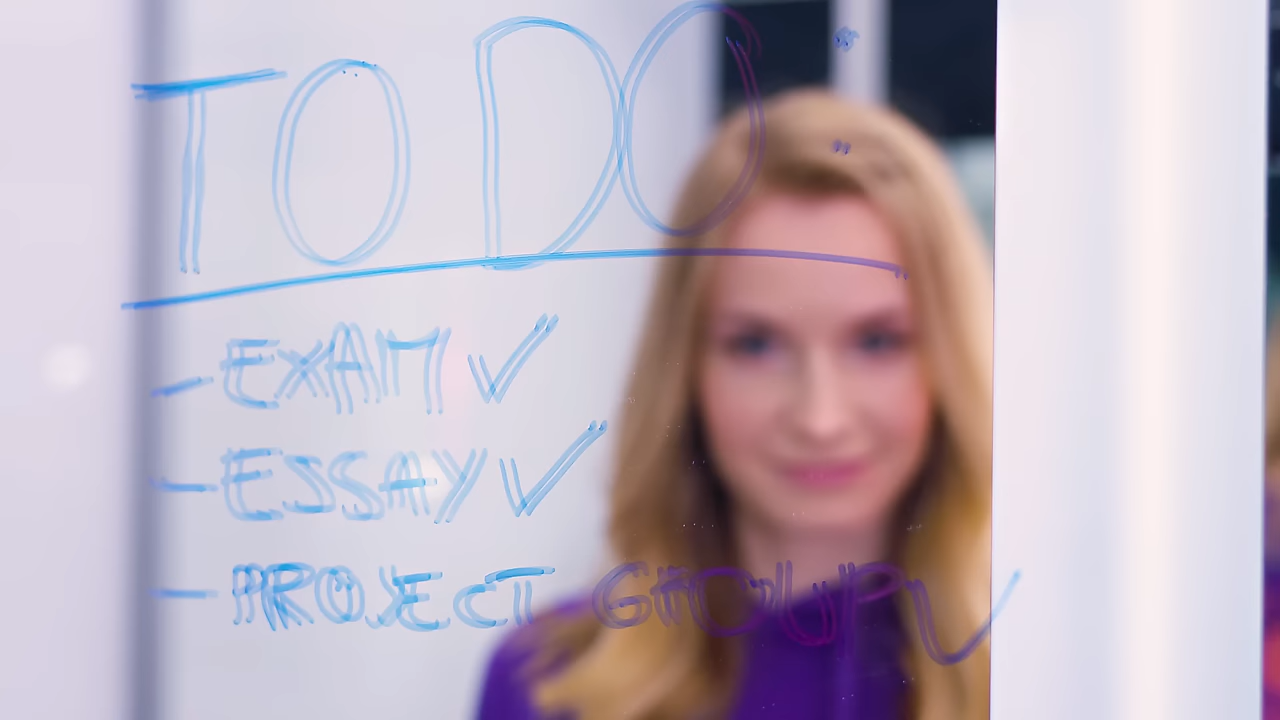 TO DO:
- EXAM ✓
- ESSAY ✓
- PROJECT GROUP ✓